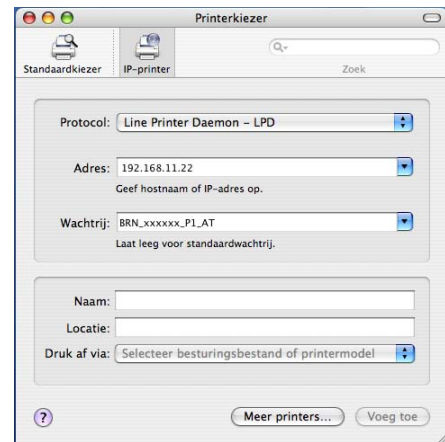 Printerkiezer
Standaardkiezer
IP-printer
Zoek
Protocol: Line Printer Daemon – LPD
Adres: 192.168.11.22
Geef hostnaam of IP-adres op.
Wachtrij: BRN_xxxxxx_P1_AT
Laat leeg voor standaardwachtrij.
Naam:
Locatie:
Druk af via: Selecteer besturingsbestand of printermodel
?
Meer printers...
Voeg toe